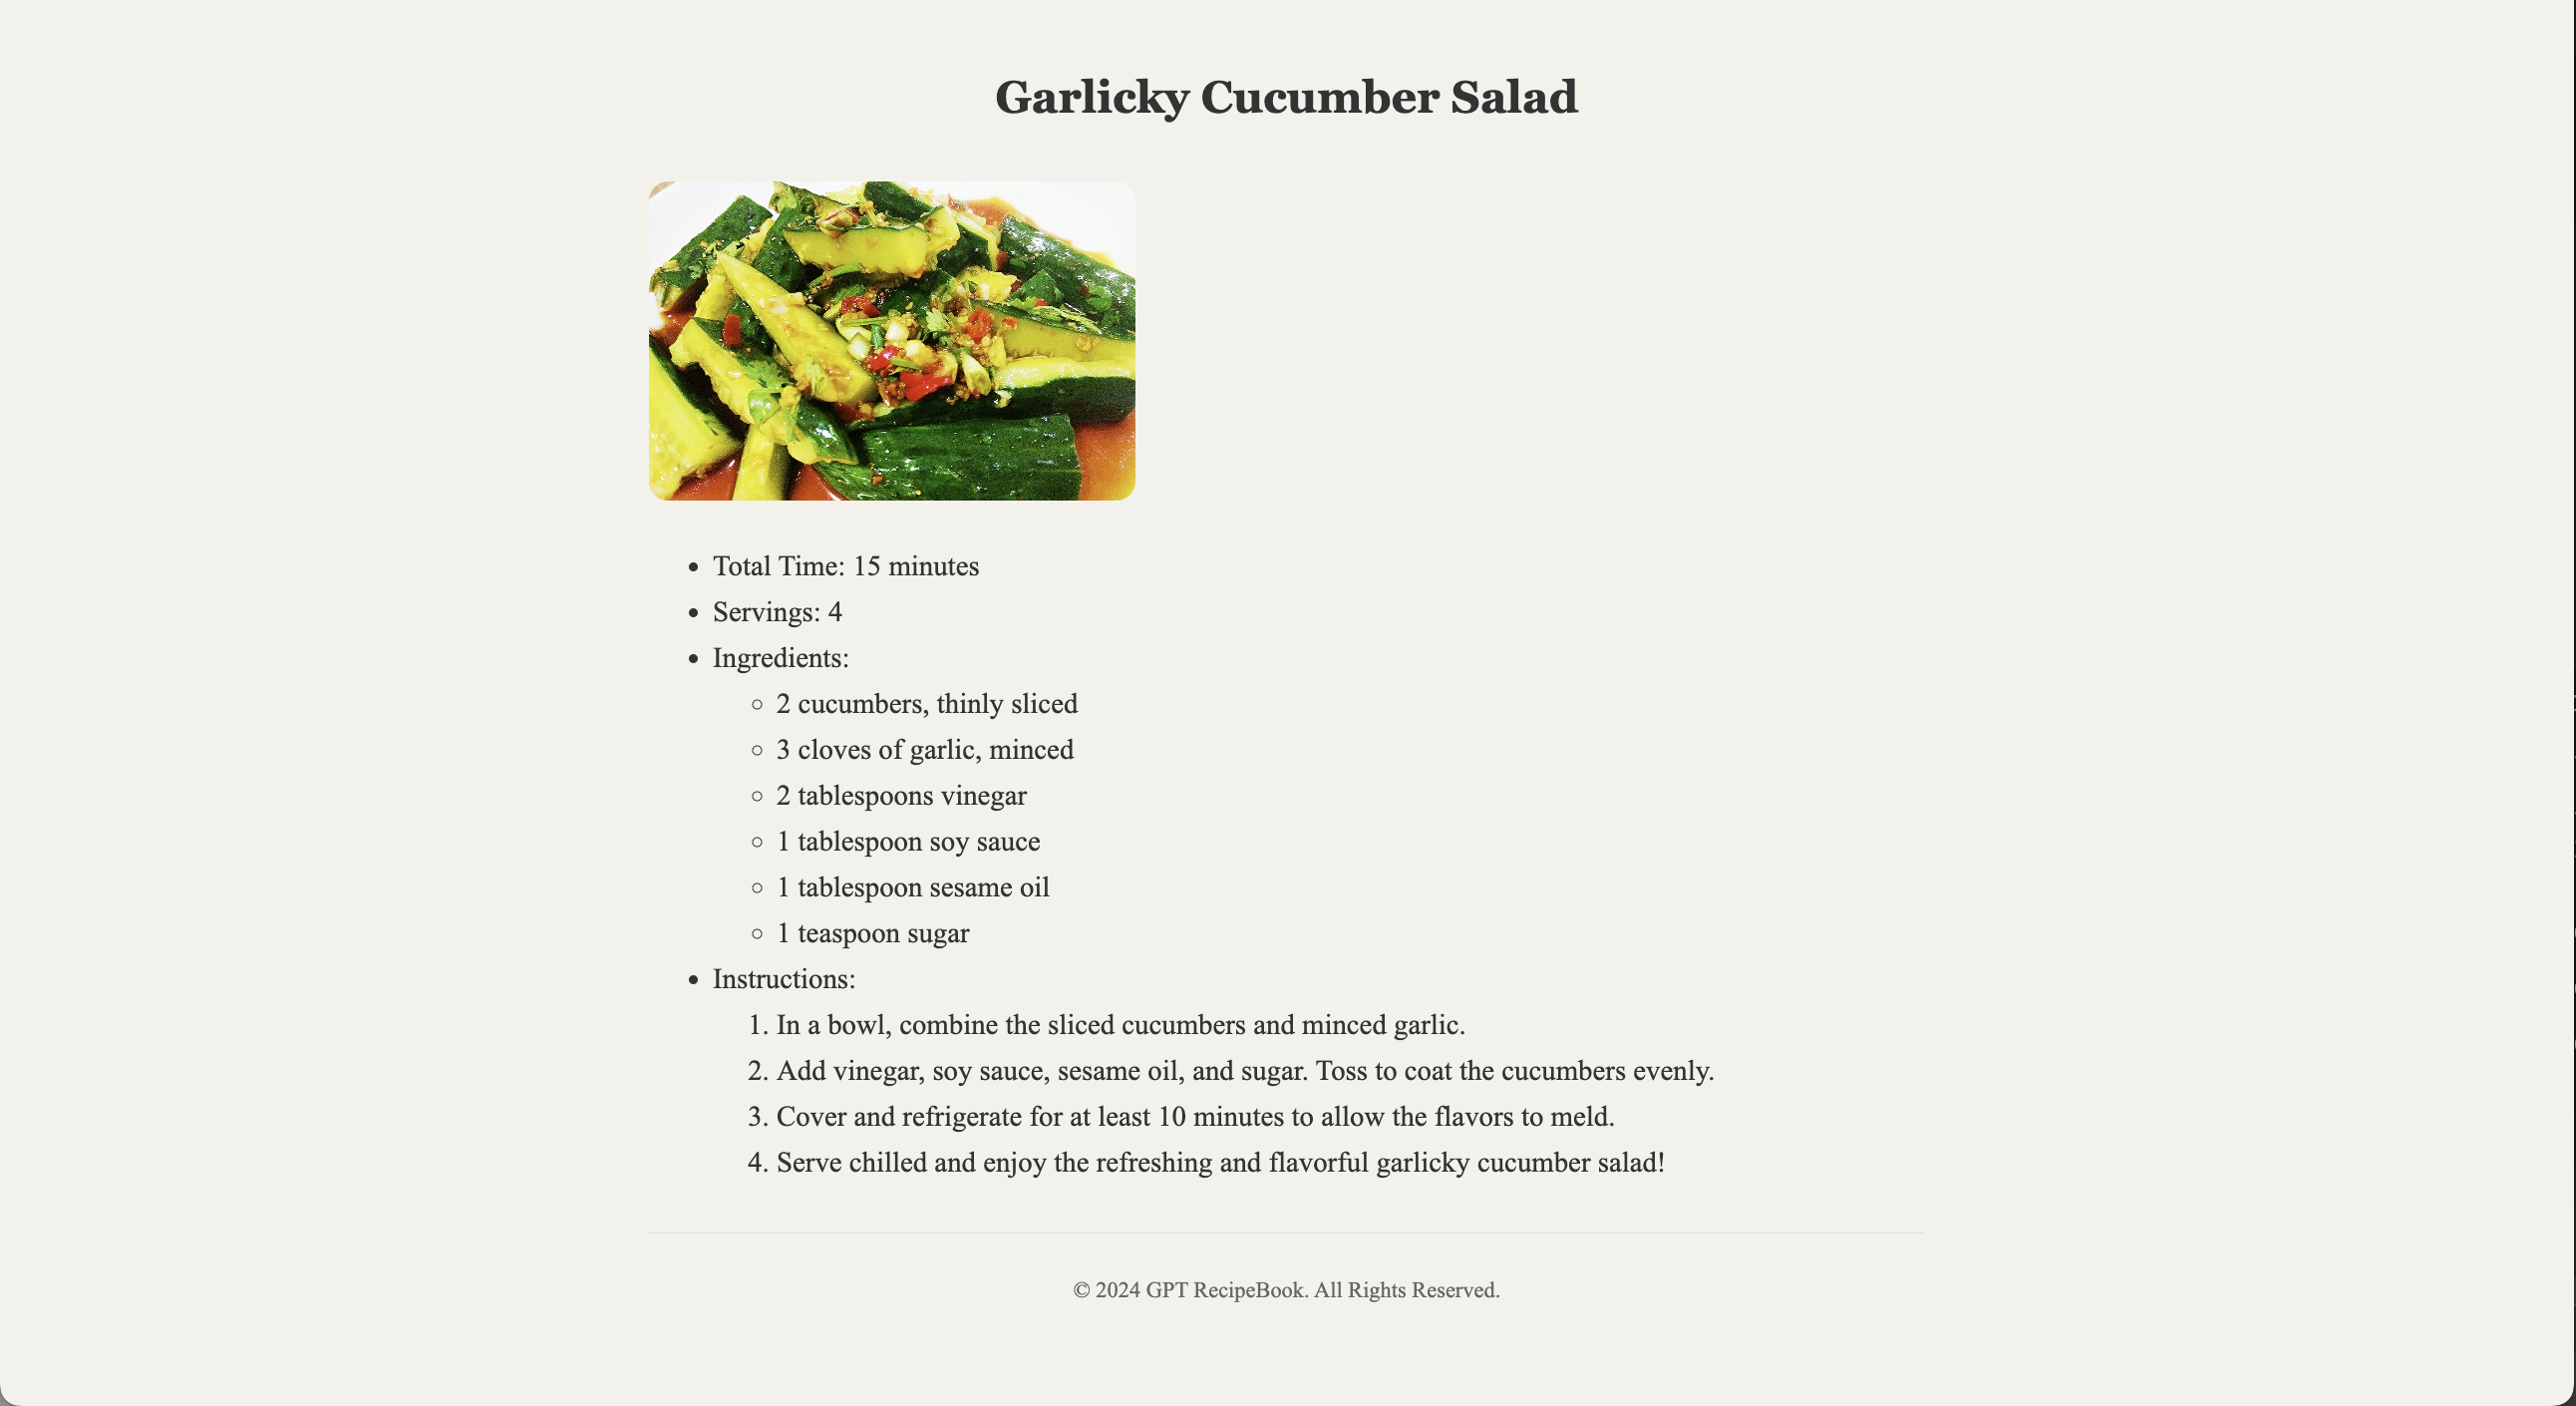 Garlicky Cucumber Salad
• Total Time: 15 minutes
• Servings: 4
• Ingredients:
◦ 2 cucumbers, thinly sliced
◦ 3 cloves of garlic, minced
◦ 2 tablespoons vinegar
◦ 1 tablespoon soy sauce
◦ 1 tablespoon sesame oil
◦ 1 teaspoon sugar
• Instructions:
1. In a bowl, combine the sliced cucumbers and minced garlic.
2. Add vinegar, soy sauce, sesame oil, and sugar. Toss to coat the cucumbers evenly.
3. Cover and refrigerate for at least 10 minutes to allow the flavors to meld.
4. Serve chilled and enjoy the refreshing and flavorful garlicky cucumber salad!
© 2024 GPT RecipeBook. All Rights Reserved.